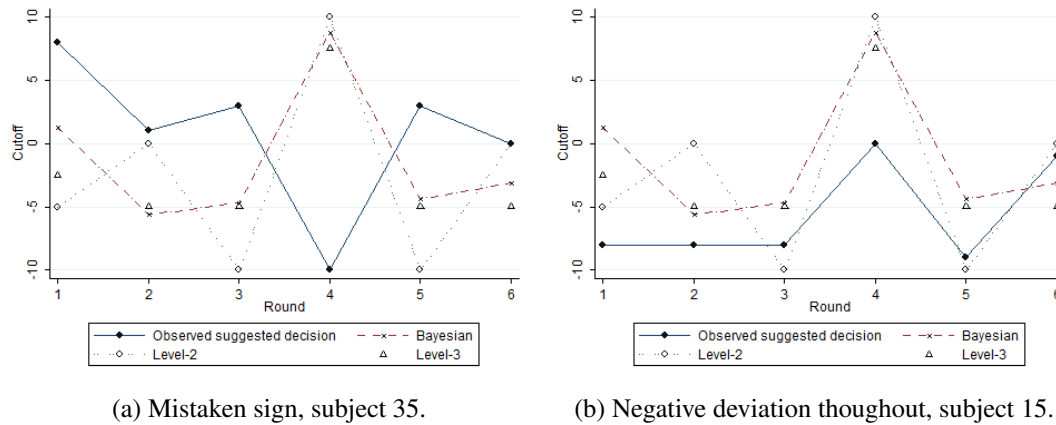 10
5
0
-5
-10
Cutoff
1 2 3 4 5 6
Round
Observed suggested decision Bayesian
Level-2 Level-3
(a) Mistaken sign, subject 35.
10
5
0
-5
-10
Cutoff
1 2 3 4 5 6
Round
Observed suggested decision Bayesian
Level-2 Level-3
(b) Negative deviation thoughout, subject 15.